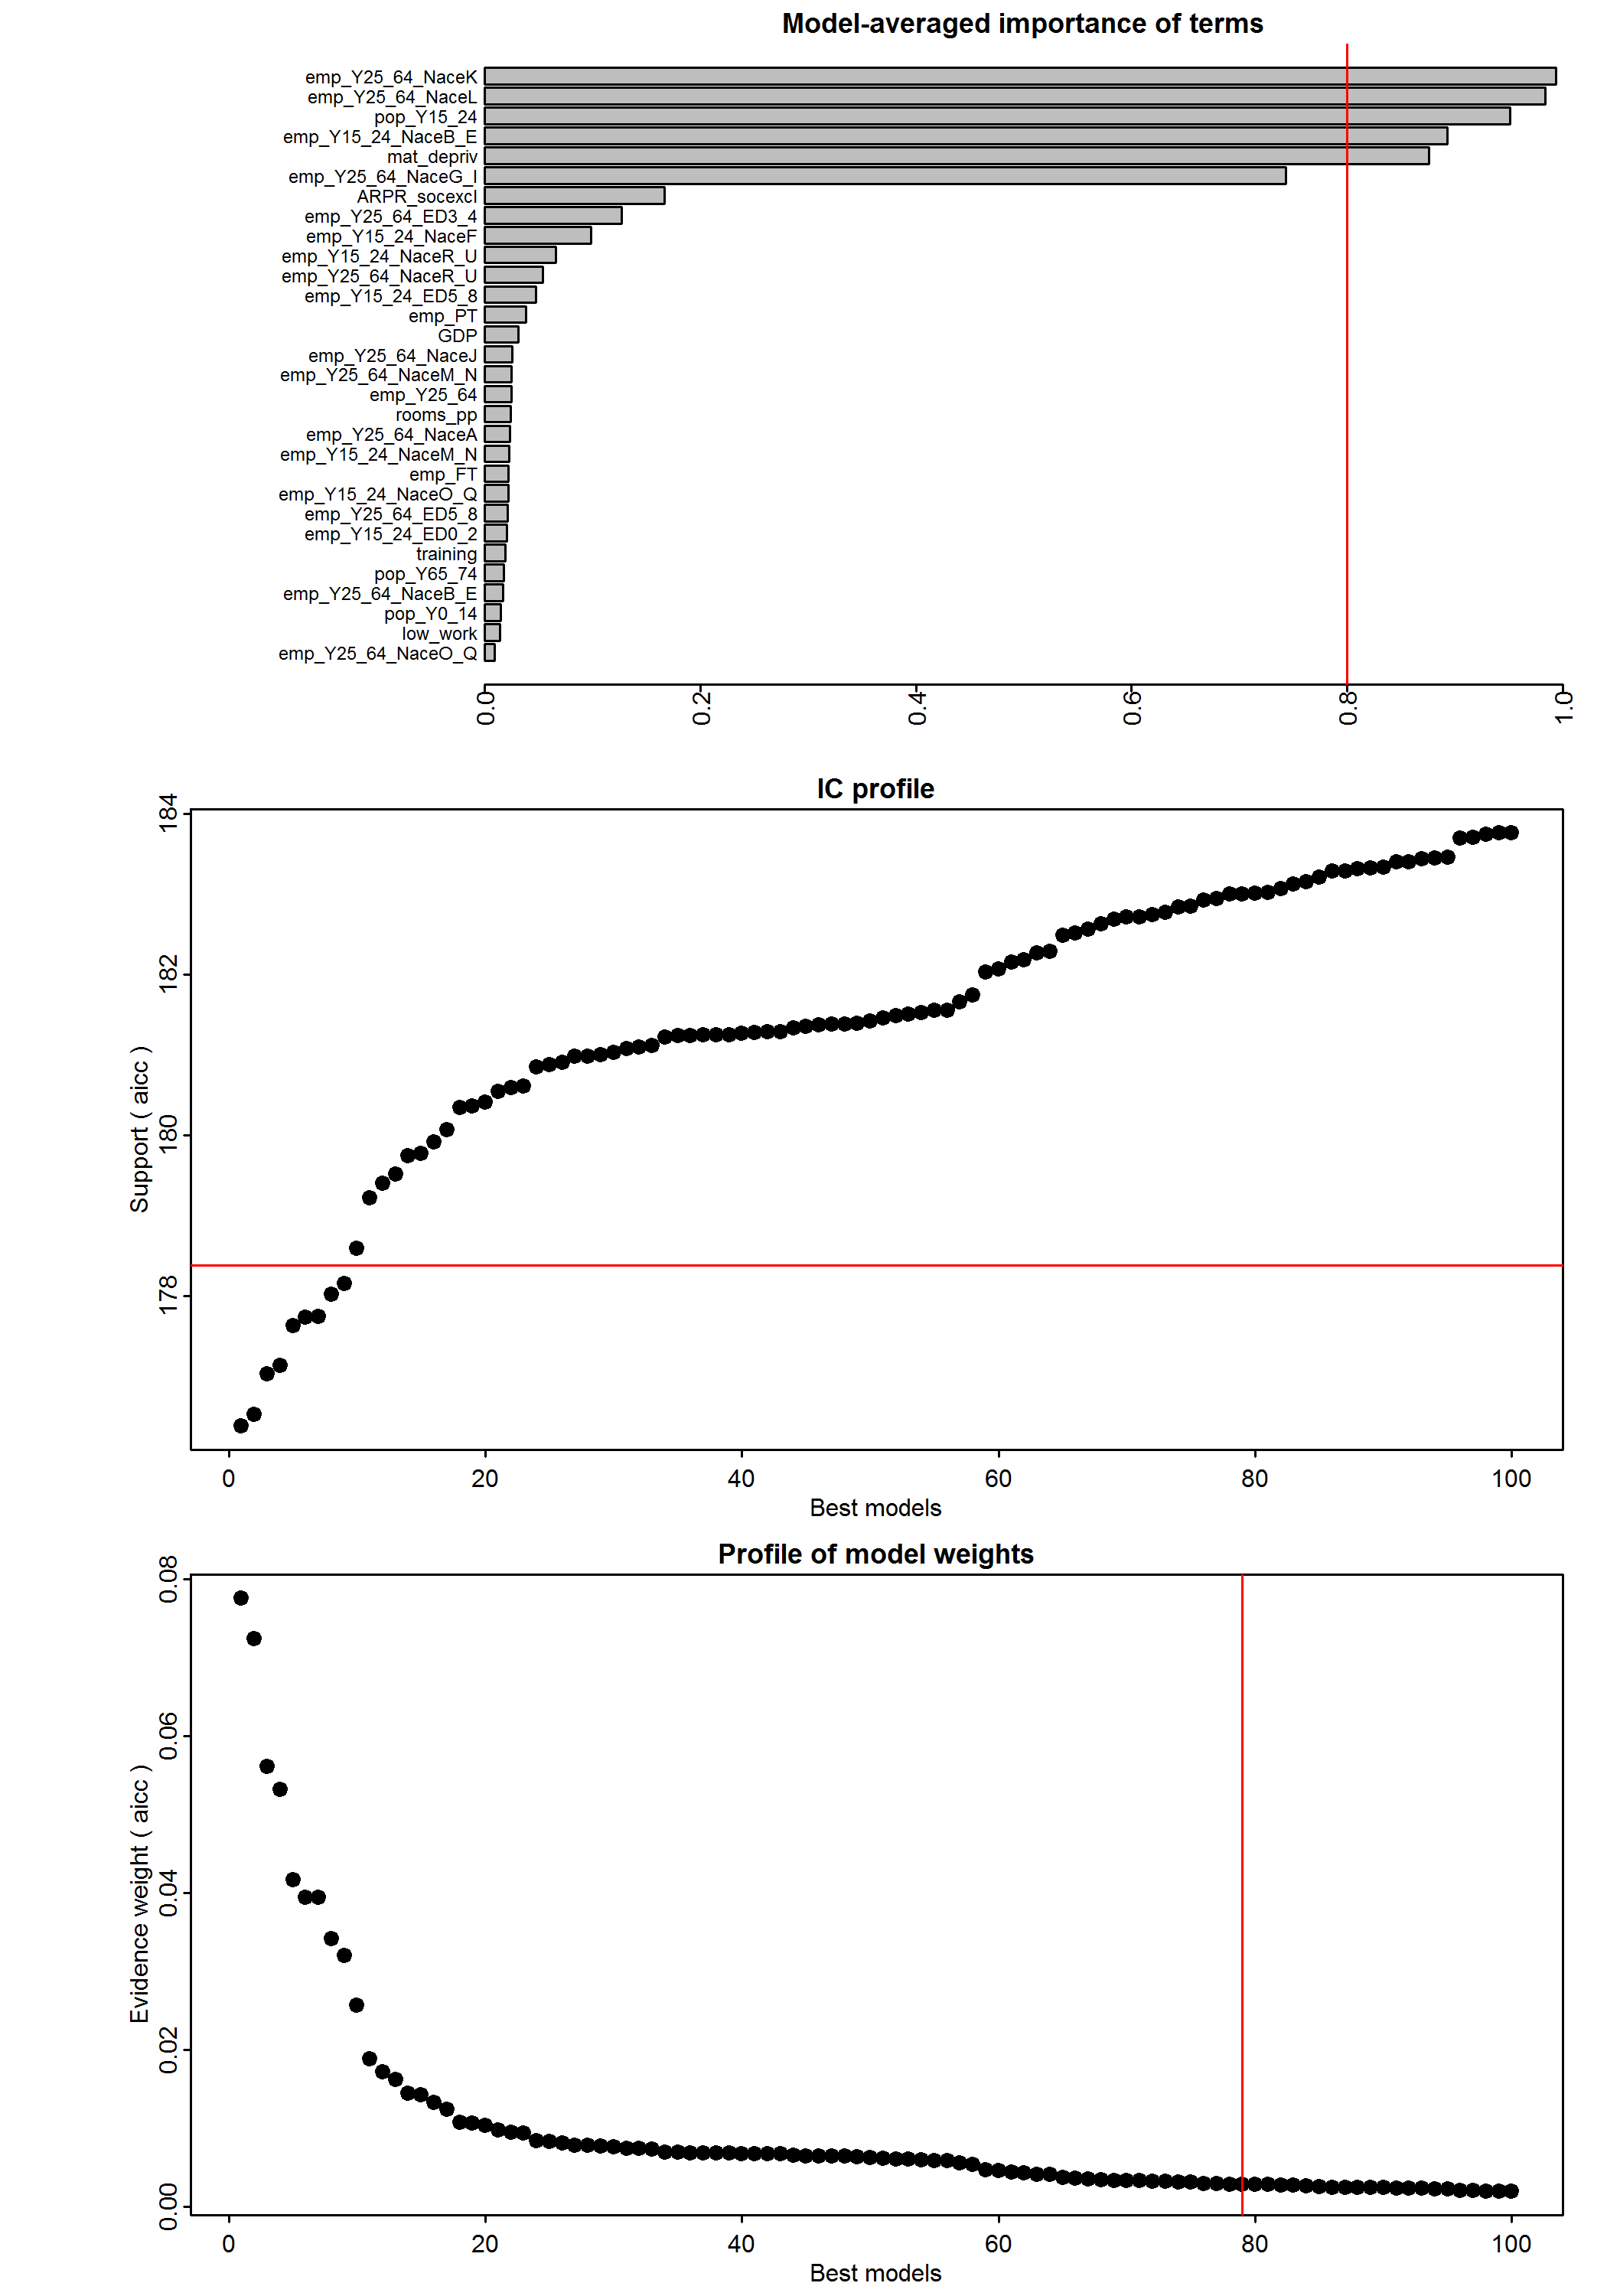 Model-averaged importance of terms
emp_Y25_64_NaceK
emp_Y25_64_NaceL
pop_Y15_24
emp_Y15_24_NaceB_E
mat_depriv
emp_Y25_64_NaceG_I
ARPR_socexcl
emp_Y25_64_ED3_4
emp_Y15_24_NaceF
emp_Y15_24_NaceR_U
emp_Y25_64_NaceR_U
emp_Y15_24_ED5_8
emp_PT
GDP
emp_Y25_64_NaceJ
emp_Y25_64_NaceM_N
emp_Y25_64
rooms_pp
emp_Y25_64_NaceA
emp_Y15_24_NaceM_N
emp_FT
emp_Y15_24_NaceO_Q
emp_Y25_64_ED5_8
emp_Y15_24_ED0_2
training
pop_Y65_74
emp_Y25_64_NaceB_E
pop_Y0_14
low_work
emp_Y25_64_NaceO_Q
0.0 0.2 0.4 0.6 0.8 1.0
IC profile
184
182
180
178
Support ( aicc )
0 20 40 60 80 100
Best models
Profile of model weights
0.08
0.06
0.04
0.02
0.00
Evidence weight ( aicc )
0 20 40 60 80 100
Best models